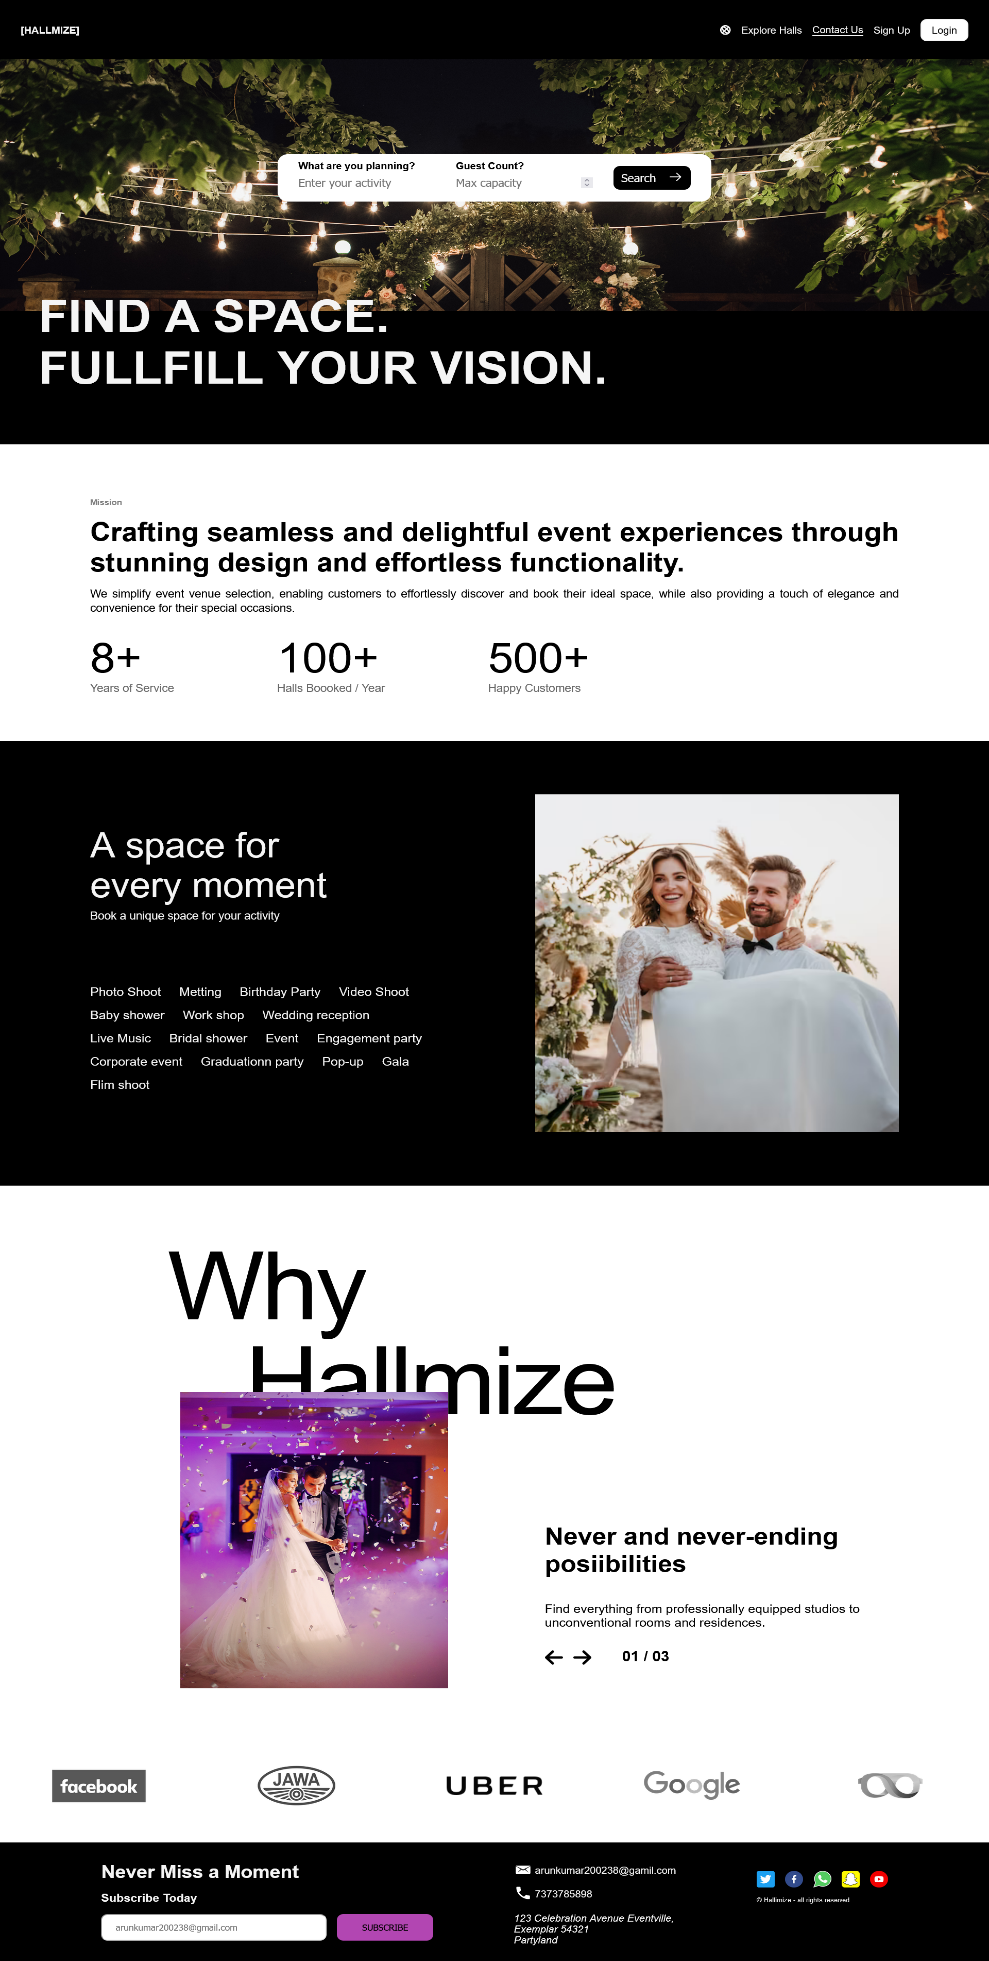 [HALLMIZE]
Explore Halls Contact Us Sign Up Login
What are you planning? Guest Count?
Enter your activity Max capacity Search
FIND A SPACE.
FULLFILL YOUR VISION.
Mission
Crafting seamless and delightful event experiences through
stunning design and effortless functionality.
We simplify event venue selection, enabling customers to effortlessly discover and book their ideal space, while also providing a touch of elegance and
convenience for their special occasions.
8+ 100+ 500+
Years of Service Halls Boooked / Year Happy Customers
A space for
every moment
Book a unique space for your activity
Photo Shoot Metting Birthday Party Video Shoot
Baby shower Work shop Wedding reception
Live Music Bridal shower Event Engagement party
Corporate event Graduationn party Pop-up Gala
Flim shoot
Why
Hallmize
Never and never-ending
posiibilities
Find everything from professionally equipped studios to
unconventional rooms and residences.
01 / 03
facebook JAWA UBER Google
Never Miss a Moment
Subscribe Today
arunkumar200238@gmail.com SUBSCRIBE
arunkumar200238@gamil.com
7373785898
123 Celebration Avenue Eventville,
Exemplar 54321
Partyland
© Hallmize - all rights reserved